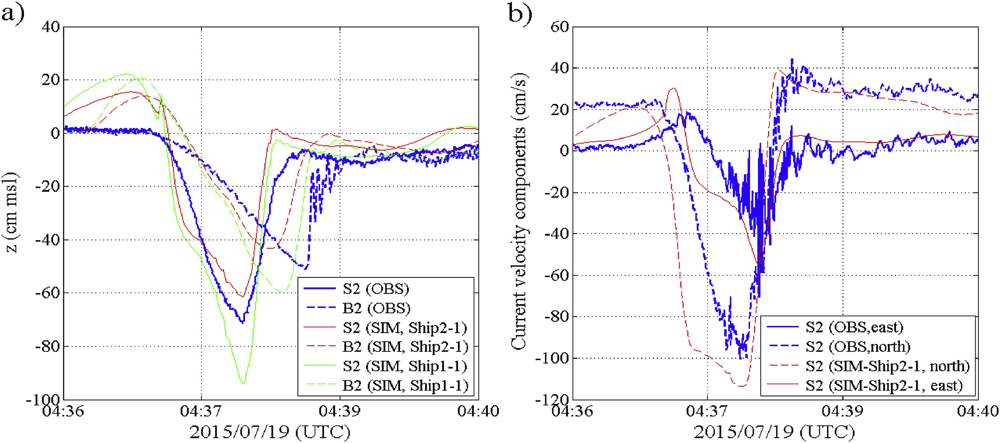 a)
40
20
0
-20
-40
-60
-80
-100
z (cm msl)
04:36
04:37
04:39
04:40
2015/07/19 (UTC)
S2 (OBS)
B2 (OBS)
S2 (SIM, Ship2-1)
B2 (SIM, Ship2-1)
S2 (SIM, Ship1-1)
B2 (SIM, Ship1-1)
b)
60
40
20
0
-20
-40
-60
-80
-100
-120
Current velocity components (cm/s)
04:36
04:37
04:39
04:40
2015/07/19 (UTC)
S2 (OBS,east)
S2 (OBS,north)
S2 (SIM-Ship2-1, north)
S2 (SIM-Ship2-1, east)